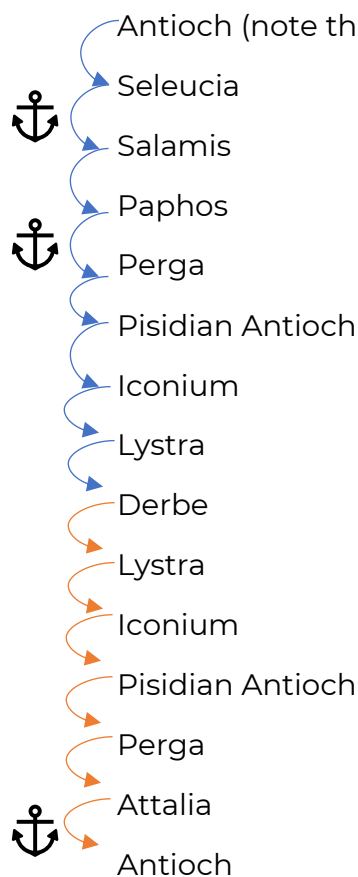 Antioch (note th
Seleucia
Salamis
Paphos
Perga
Pisidian Antioch
Iconium
Lystra
Derbe
Lystra
Iconium
Pisidian Antioch
Perga
Attalia
Antioch